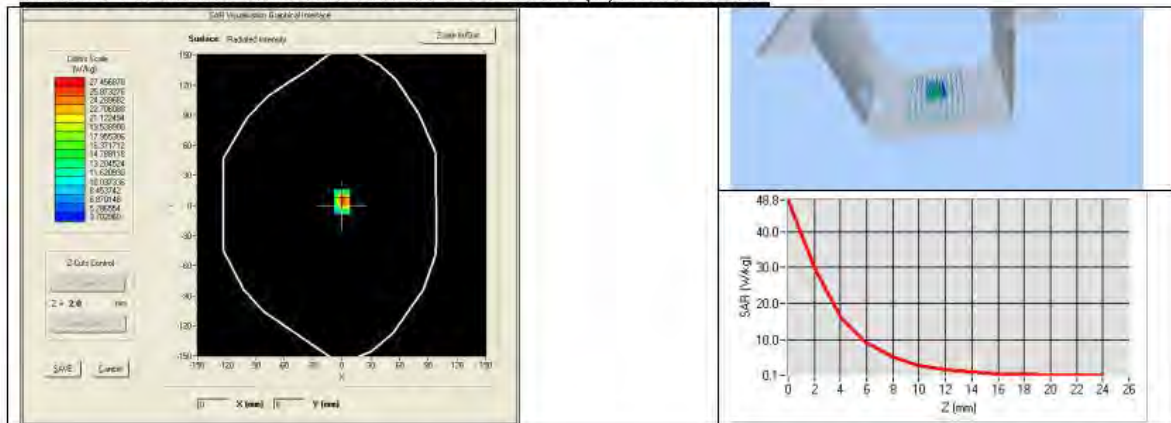 SAR Visualisation Graphical Interface
Surface Radiated Intensity
Zoom In/Out
Colors Scale
(W/kg)
27.456870
25.873276
24.289682
22.706088
21.122494
19.538900
17.955306
16.371712
14.788118
13.204524
11.620930
10.037336
8.453742
6.870148
5.286554
3.702960
150
120
90
60
30
0
-30
-60
-90
-120
-150
-150 -120 -90 -60 -30 0 30 60 90 120 150
X
Z-Cuts Control
Z = 2.0 mm
SAVE
Cancel
0 X (mm) 8 Y (mm)
48.8
40.0
30.0
20.0
10.0
0.1
SAR (W/kg)
0 2 4 6 8 10 12 14 16 18 20 22 24 26
Z (mm)